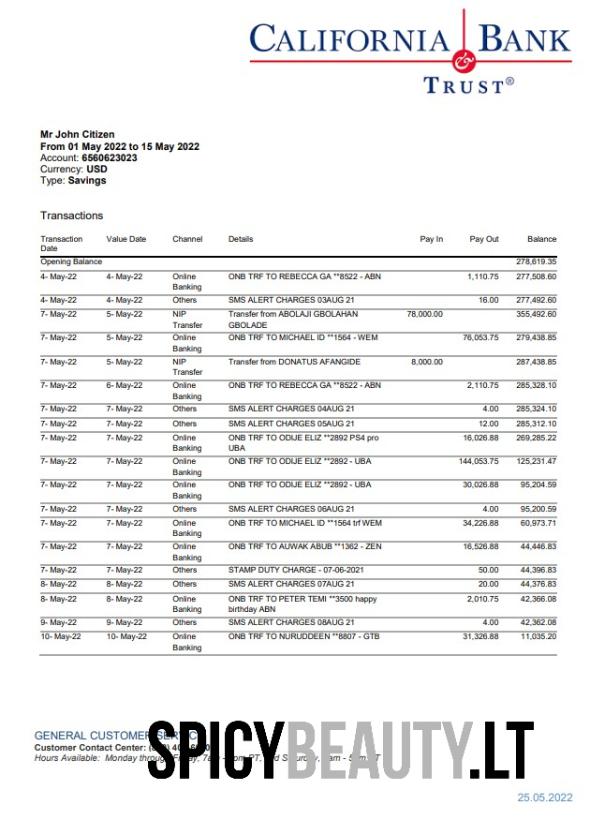 CALIFORNIA BANK
&
TRUST®
Mr John Citizen
From 01 May 2022 to 15 May 2022
Account: 6560623023
Currency: USD
Type: Savings
Transactions
Transaction Date Value Date Channel Details Pay In Pay Out Balance
Opening Balance 278,619.35
4- May-22 4- May-22 Online Banking ONB TRF TO REBECCA GA **8522 - ABN 1,110.75 277,508.60
4- May-22 4- May-22 Others SMS ALERT CHARGES 03AUG 21 16.00 277,492.60
7- May-22 5- May-22 NIP Transfer Transfer from ABOLAJI GBOLAHAN GBOLADE 78,000.00 355,492.60
7- May-22 5- May-22 Online Banking ONB TRF TO MICHAEL ID **1564 - WEM 76,053.75 279,438.85
7- May-22 5- May-22 NIP Transfer Transfer from DONATUS AFANGIDE 8,000.00 287,438.85
7- May-22 6- May-22 Online Banking ONB TRF TO REBECCA GA **8522 - ABN 2,110.75 285,328.10
7- May-22 7- May-22 Others SMS ALERT CHARGES 04AUG 21 4.00 285,324.10
7- May-22 7- May-22 Others SMS ALERT CHARGES 05AUG 21 12.00 285,312.10
7- May-22 7- May-22 Online Banking ONB TRF TO ODIJE ELIZ **2892 PS4 pro UBA 16,026.88 269,285.22
7- May-22 7- May-22 Online Banking ONB TRF TO ODIJE ELIZ **2892 - UBA 144,053.75 125,231.47
7- May-22 7- May-22 Online Banking ONB TRF TO ODIJE ELIZ **2892 - UBA 30,026.88 95,204.59
7- May-22 7- May-22 Others SMS ALERT CHARGES 06AUG 21 4.00 95,200.59
7- May-22 7- May-22 Online Banking ONB TRF TO MICHAEL ID **1564 trf WEM 34,226.88 60,973.71
7- May-22 7- May-22 Online Banking ONB TRF TO AUWAK ABUB **1362 - ZEN 16,526.88 44,446.83
7- May-22 7- May-22 Others STAMP DUTY CHARGE - 07-06-2021 50.00 44,396.83
8- May-22 8- May-22 Others SMS ALERT CHARGES 07AUG 21 20.00 44,376.83
8- May-22 8- May-22 Online Banking ONB TRF TO PETER TEMI **3500 happy birthday ABN 2,010.75 42,366.08
9- May-22 9- May-22 Others SMS ALERT CHARGES 08AUG 21 4.00 42,362.08
10- May-22 10- May-22 Online Banking ONB TRF TO NURUDDEEN **8807 - GTB 31,326.88 11,035.20
GENERAL CUSTOMER
Customer Contact Center:
Hours Available: Monday through
SPICYBEAUTY.LT
25.05.2022